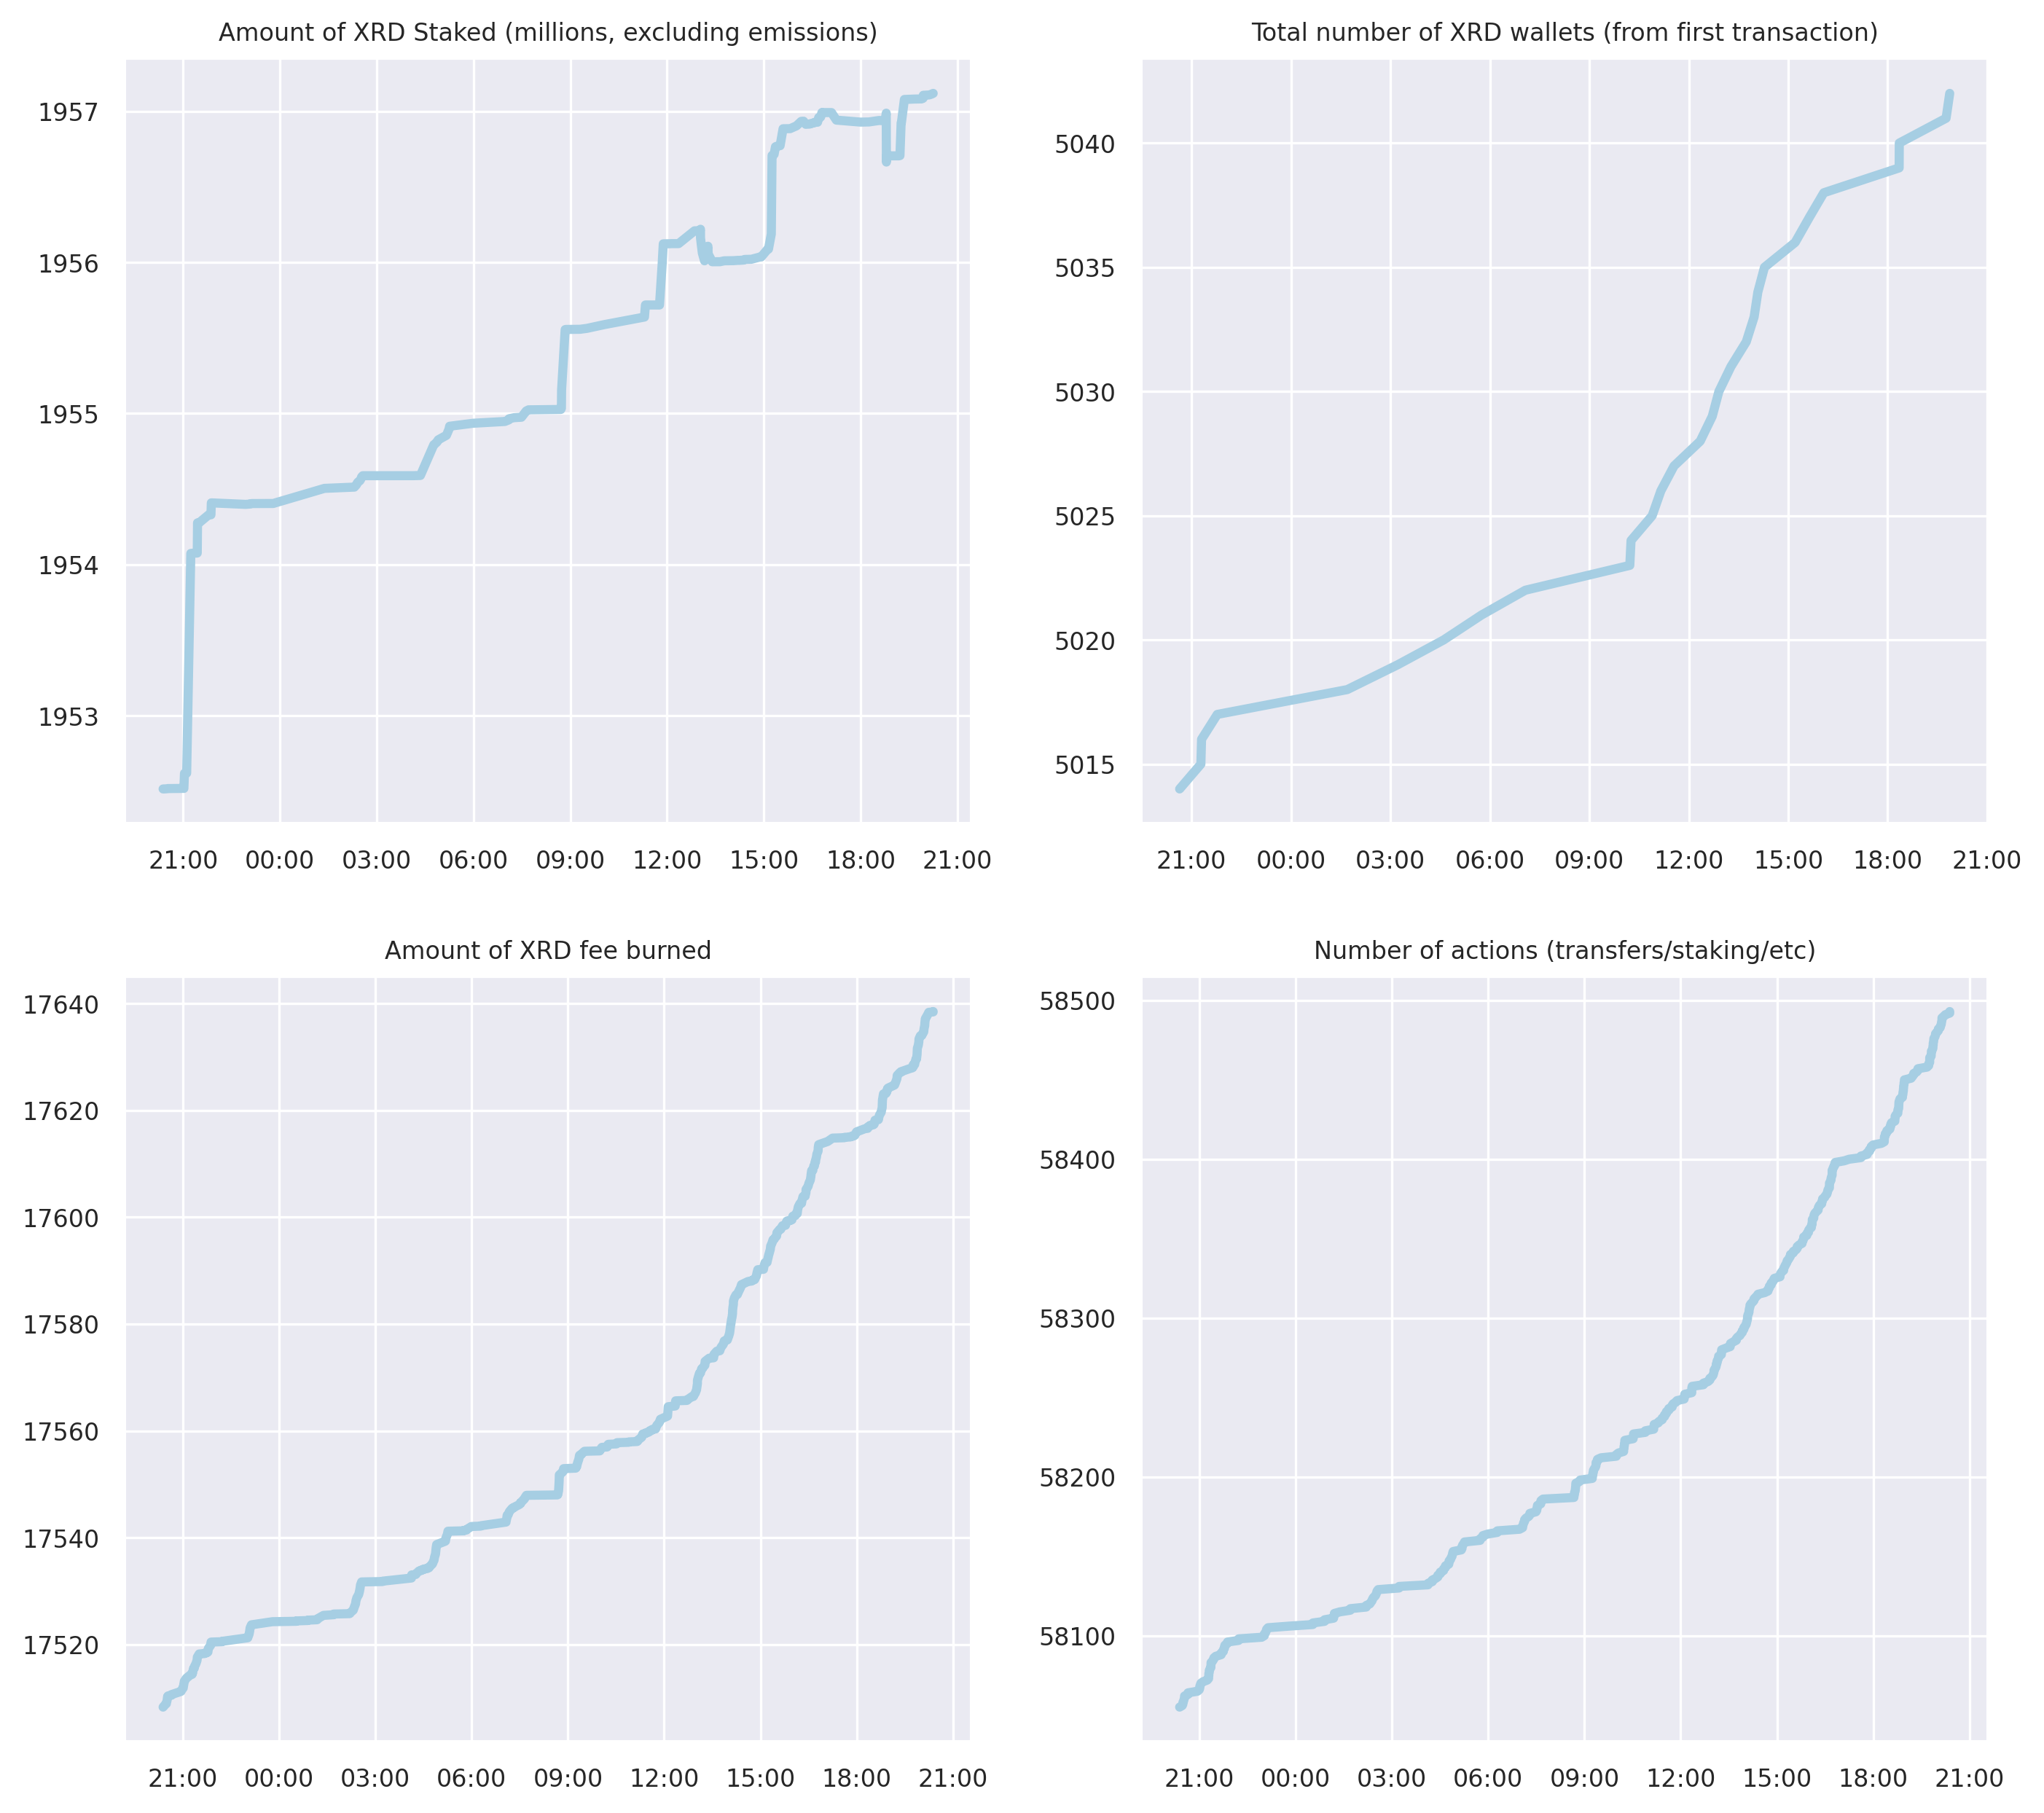 Amount of XRD Staked (millions, excluding emissions)
1957
1956
1955
1954
1953
21:00 00:00 03:00 06:00 09:00 12:00 15:00 18:00 21:00
Total number of XRD wallets (from first transaction)
5040
5035
5030
5025
5020
5015
21:00 00:00 03:00 06:00 09:00 12:00 15:00 18:00 21:00
Amount of XRD fee burned
17640
17620
17600
17580
17560
17540
17520
21:00 00:00 03:00 06:00 09:00 12:00 15:00 18:00 21:00
Number of actions (transfers/staking/etc)
58500
58400
58300
58200
58100
21:00 00:00 03:00 06:00 09:00 12:00 15:00 18:00 21:00